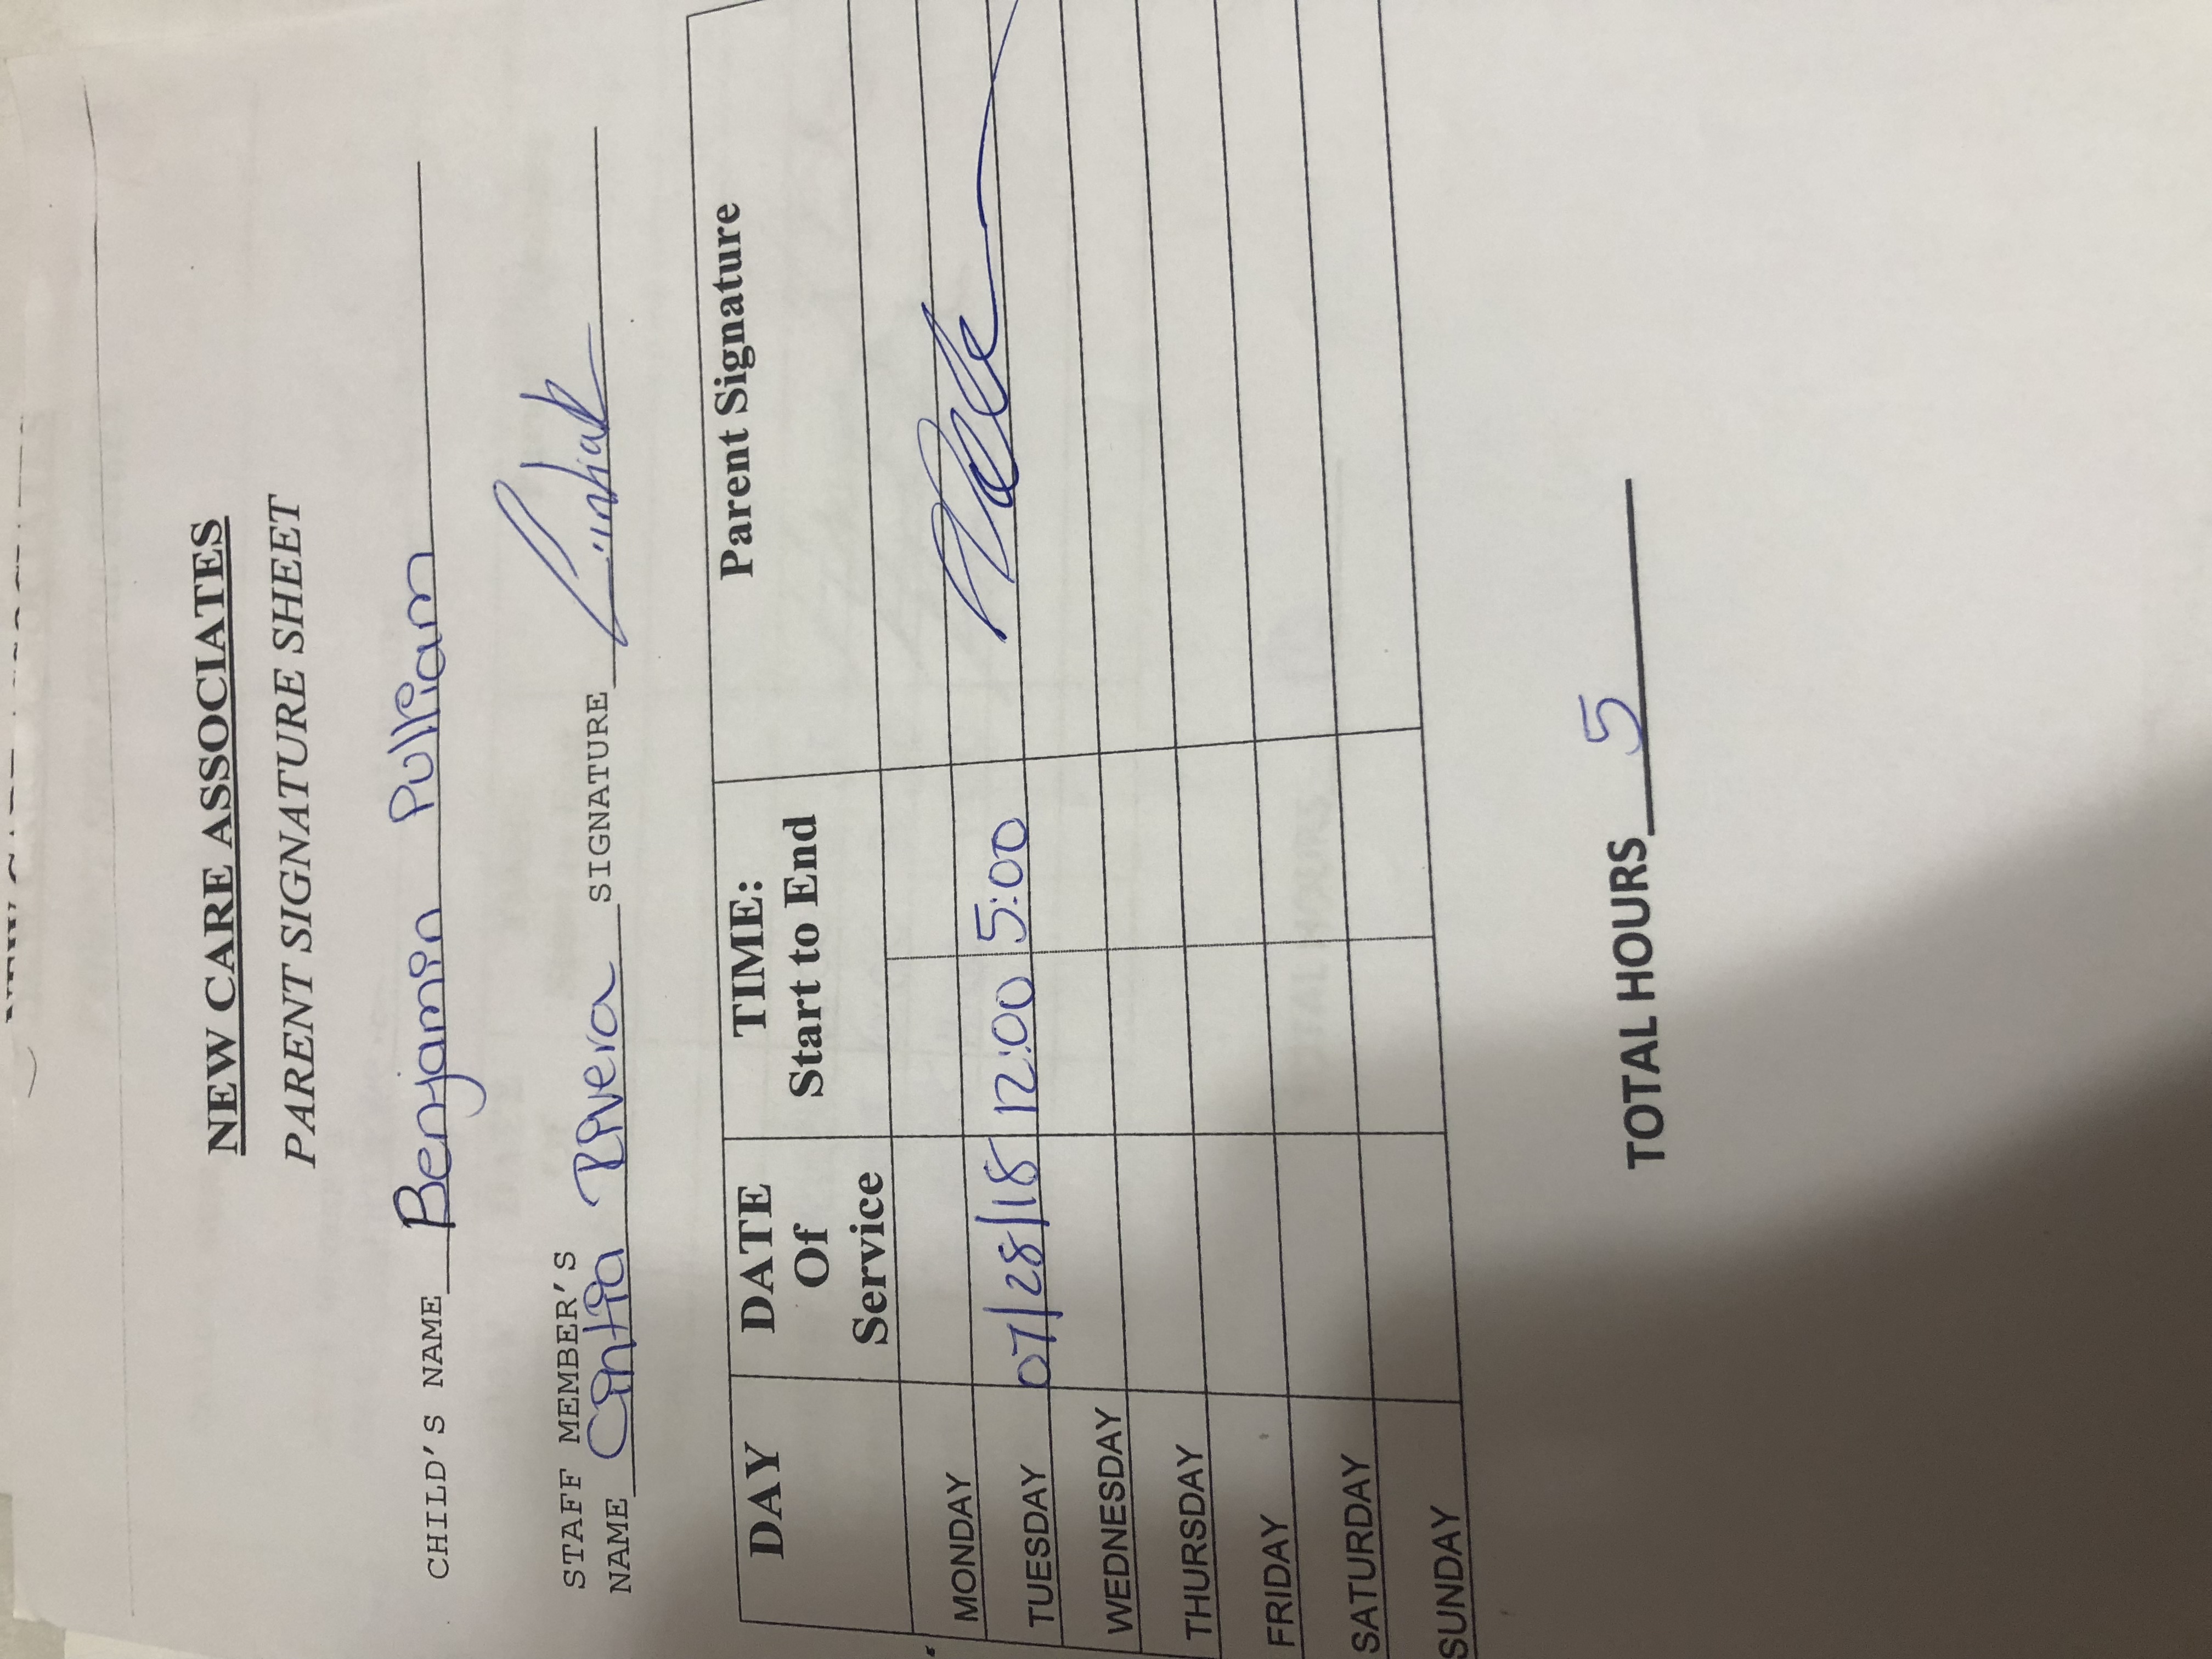 NEW CARE ASSOCIATES
PARENT SIGNATURE SHEET
CHILD'S NAME Benjamin Pulliam
STAFF MEMBER'S
NAME Cintia Rivera SIGNATURE CintiaR
DAY DATE Of Service TIME: Start to End Parent Signature
MONDAY
TUESDAY 07/28/18 12:00 5:00
WEDNESDAY
THURSDAY
FRIDAY
SATURDAY
SUNDAY
TOTAL HOURS 5